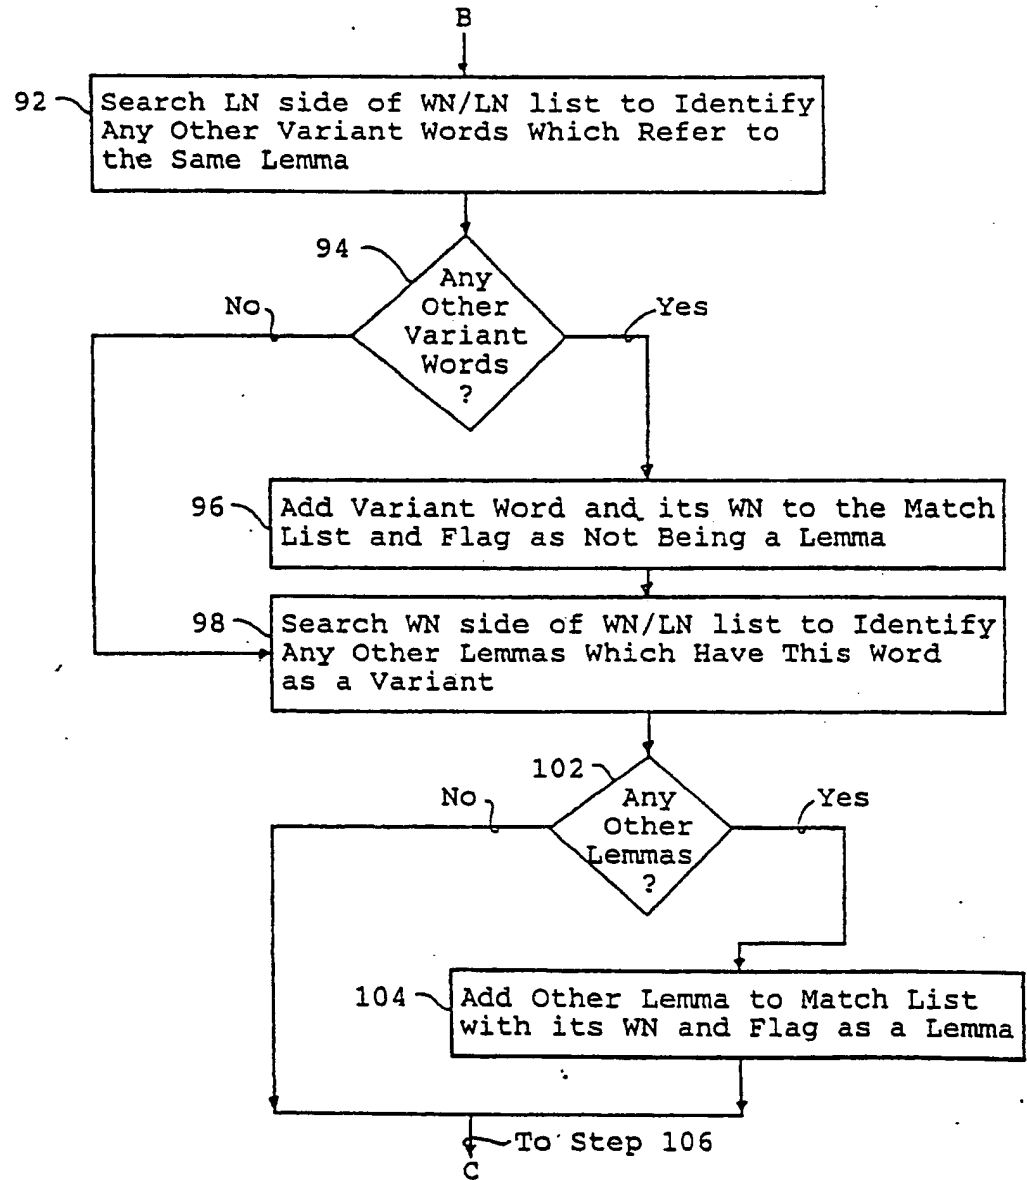 B
92
Search LN side of WN/LN list to Identify
Any Other Variant Words Which Refer to
the Same Lemma
94
Any
Other
Variant
Words
?
No
Yes
96
Add Variant Word and its WN to the Match
List and Flag as Not Being a Lemma
98
Search WN side of WN/LN list to Identify
Any Other Lemmas Which Have This Word
as a Variant
102
Any
Other
Lemmas
?
No
Yes
104
Add Other Lemma to Match List
with its WN and Flag as a Lemma
To Step 106
C